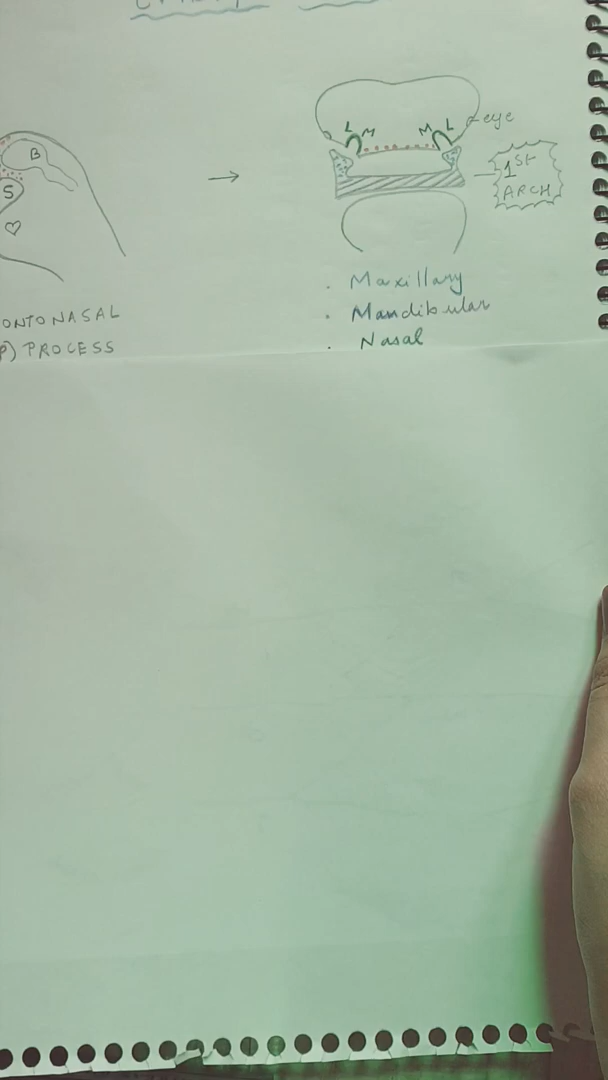 L M M L eye
B
1ST
S
ARCH
. Maxillary
ONTONASAL
. Mandibular
P) PROCESS
. Nasal